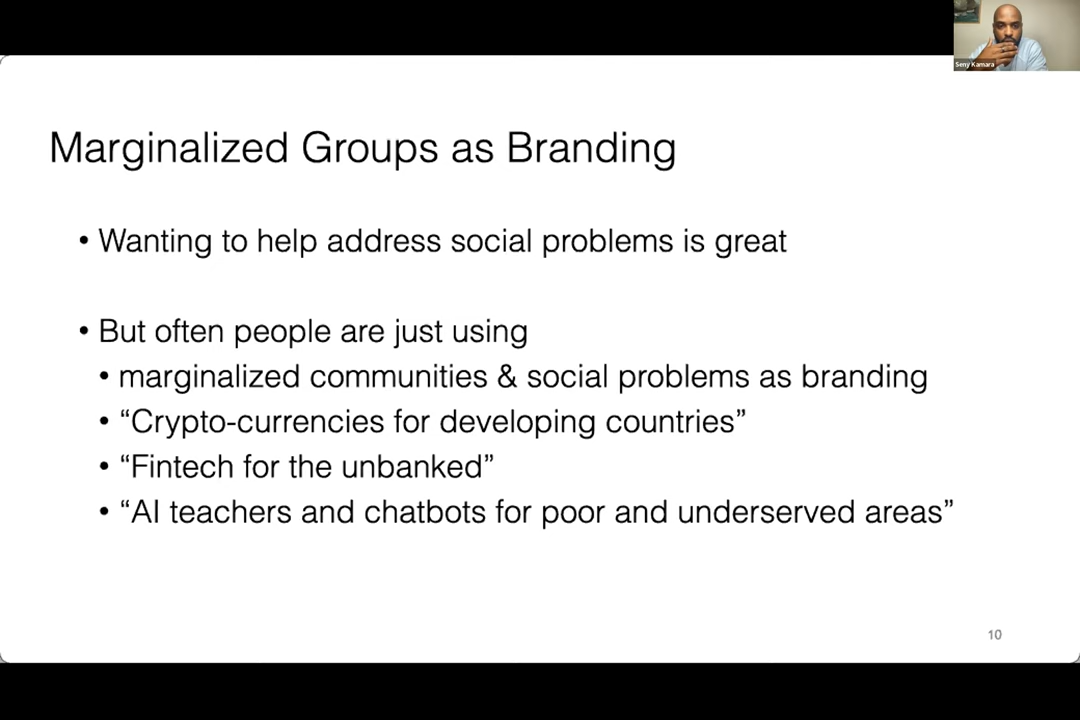 Seny Kamara
Marginalized Groups as Branding
• Wanting to help address social problems is great
• But often people are just using
• marginalized communities & social problems as branding
• “Crypto-currencies for developing countries”
• “Fintech for the unbanked”
• “AI teachers and chatbots for poor and underserved areas”
10